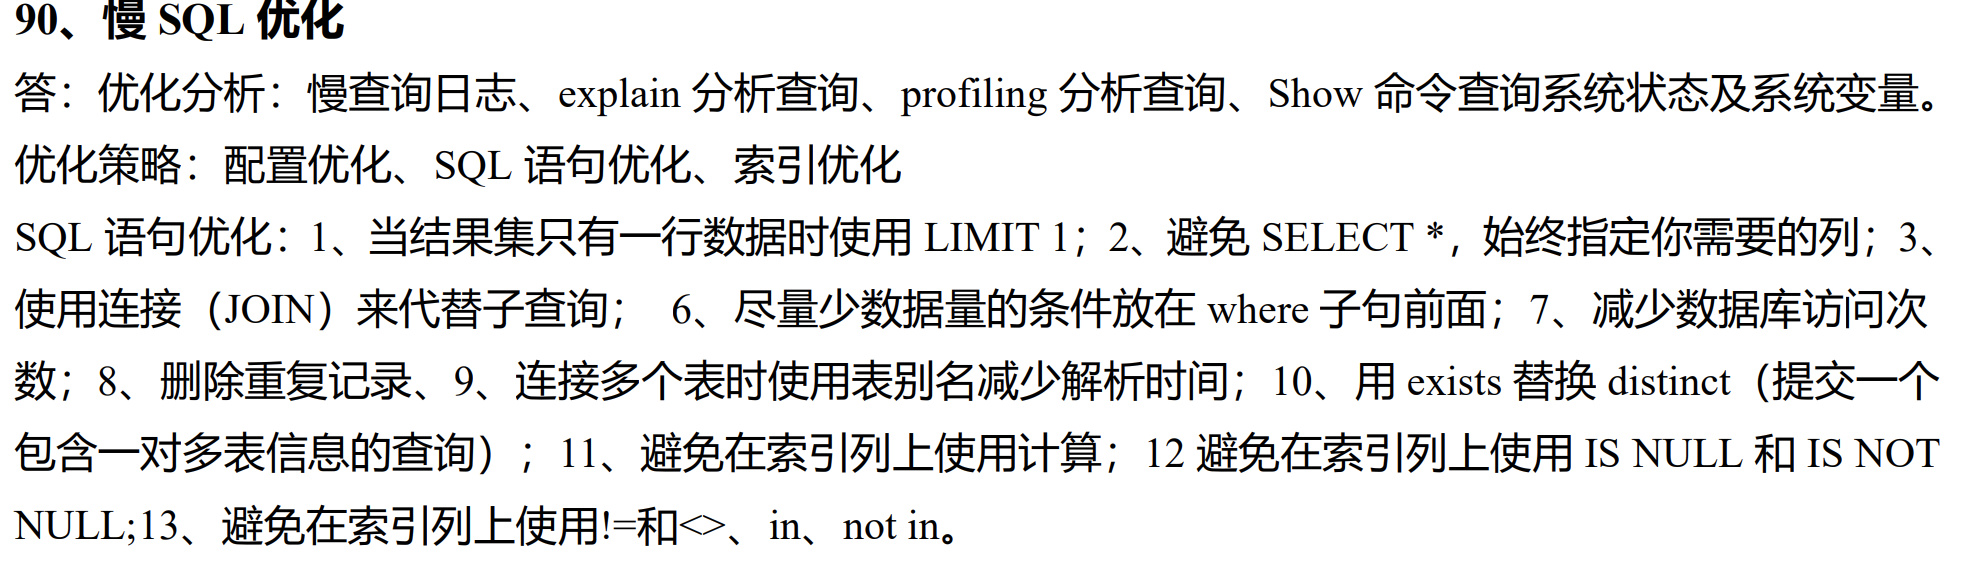 90、慢 SQL 优化
答：优化分析：慢查询日志、explain 分析查询、profiling 分析查询、Show 命令查询系统状态及系统变量。
优化策略：配置优化、SQL 语句优化、索引优化
SQL 语句优化：1、当结果集只有一行数据时使用 LIMIT 1；2、避免 SELECT *，始终指定你需要的列；3、
使用连接（JOIN）来代替子查询； 6、尽量少数据量的条件放在 where 子句前面；7、减少数据库访问次
数；8、删除重复记录、9、连接多个表时使用表别名减少解析时间；10、用 exists 替换 distinct（提交一个
包含一对多表信息的查询）；11、避免在索引列上使用计算；12 避免在索引列上使用 IS NULL 和 IS NOT
NULL;13、避免在索引列上使用!=和<>、in、not in。